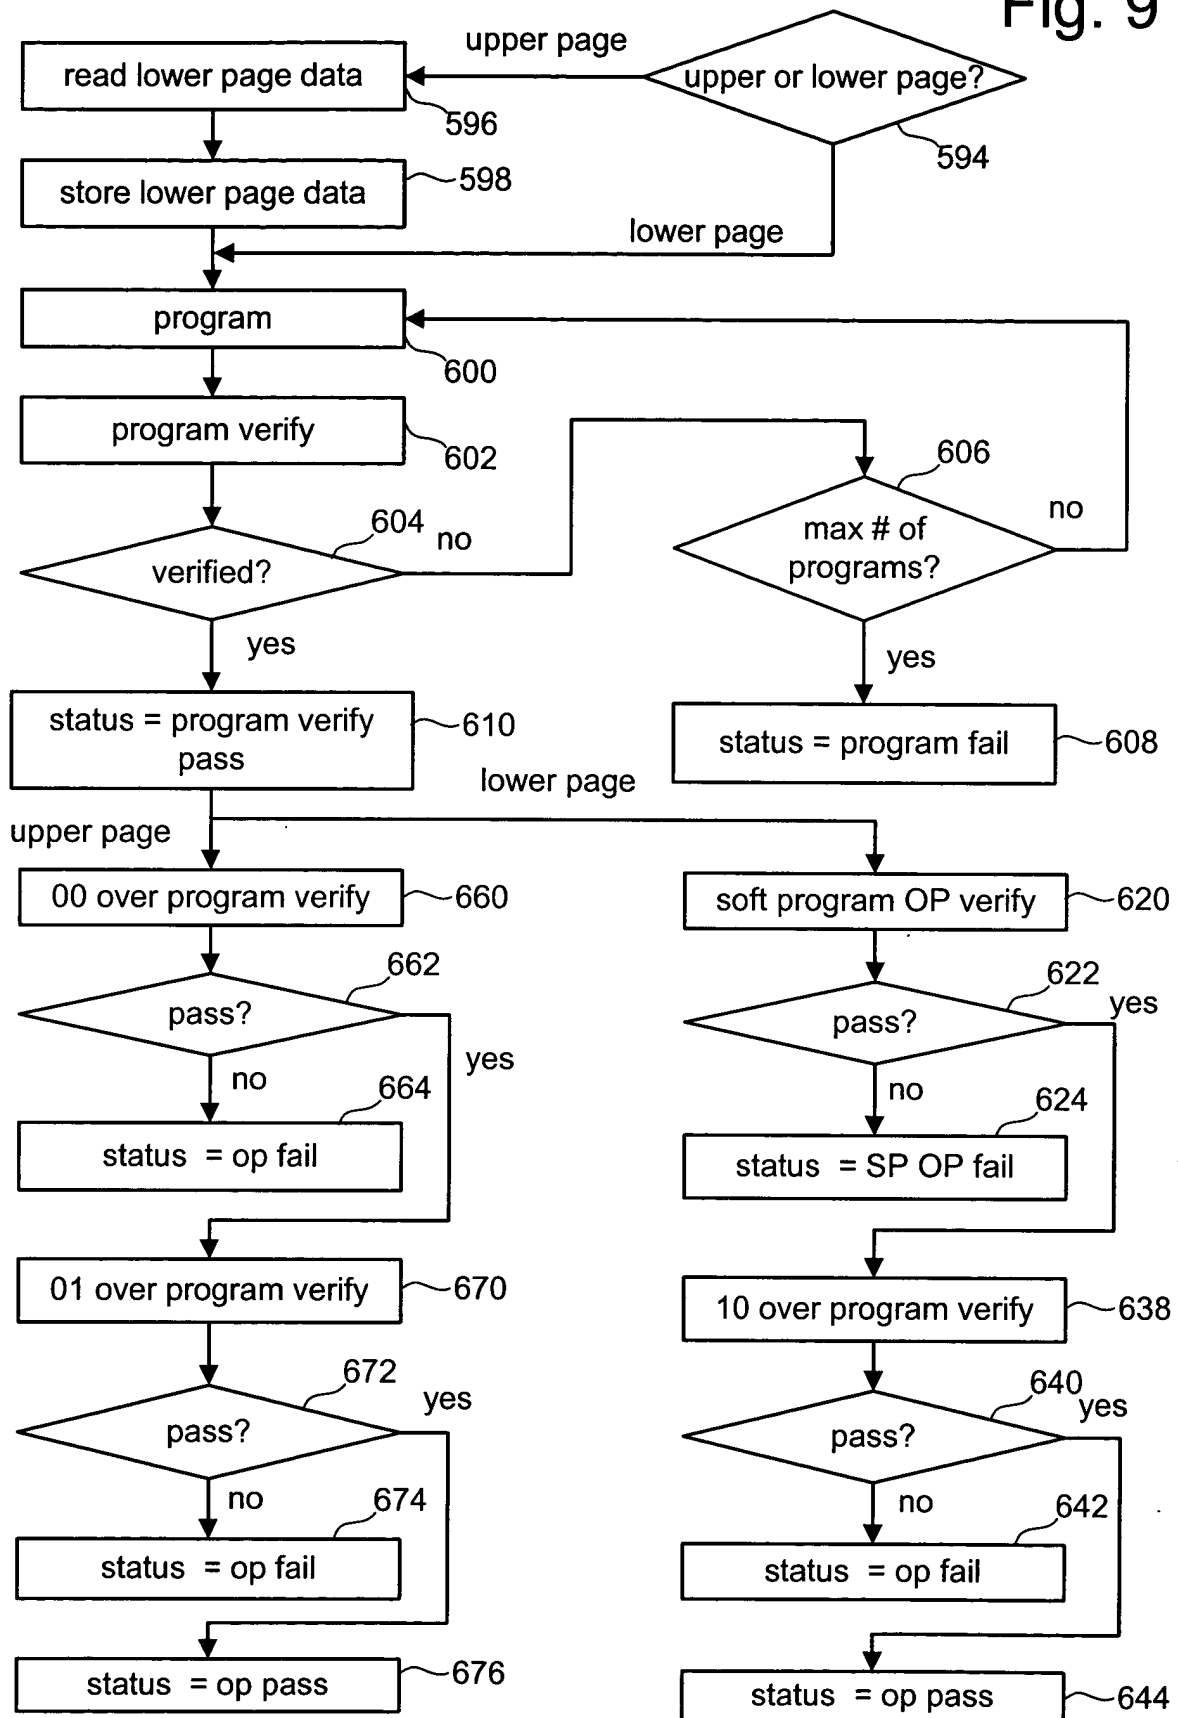 Fig. 9
upper page
read lower page data
upper or lower page?
596
594
store lower page data
598
lower page
program
600
program verify
602
606
604
no
no
max # of
programs?
verified?
yes
yes
status = program verify
pass
610
status = program fail
608
lower page
upper page
00 over program verify
660
soft program OP verify
620
662
622
yes
pass?
pass?
yes
no
no
664
624
status = op fail
status = SP OP fail
01 over program verify
670
10 over program verify
638
672
yes
640
yes
pass?
pass?
no
674
no
642
status = op fail
status = op fail
status = op pass
676
status = op pass
644